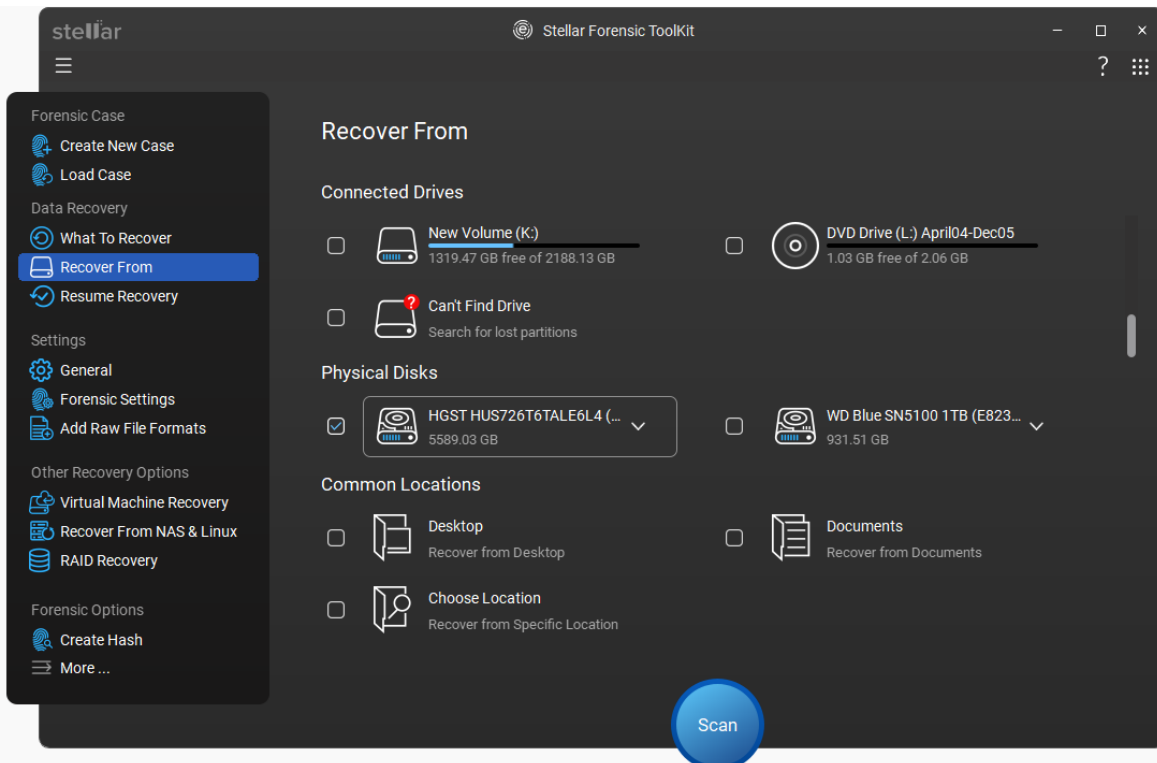 stellar
Stellar Forensic ToolKit
?
Forensic Case
Create New Case
Load Case
Data Recovery
What To Recover
Recover From
Resume Recovery
Settings
General
Forensic Settings
Add Raw File Formats
Other Recovery Options
Virtual Machine Recovery
Recover From NAS & Linux
RAID Recovery
Forensic Options
Create Hash
More ...
Recover From
Connected Drives
New Volume (K:)
1319.47 GB free of 2188.13 GB
DVD Drive (L:) April04-Dec05
1.03 GB free of 2.06 GB
?
Can't Find Drive
Search for lost partitions
Physical Disks
HGST HUS726T6TALE6L4 (...
5589.03 GB
WD Blue SN5100 1TB (E823...
931.51 GB
Common Locations
Desktop
Recover from Desktop
Documents
Recover from Documents
Choose Location
Recover from Specific Location
Scan